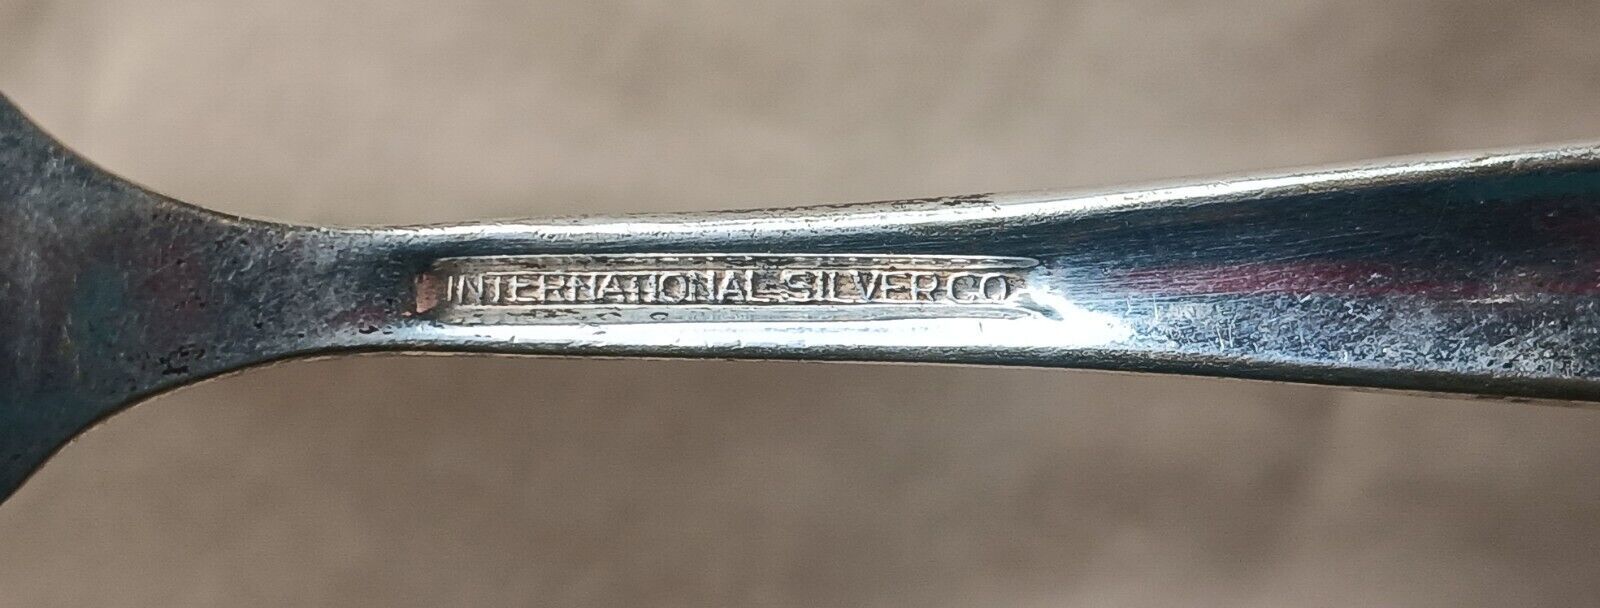 INTERNATIONAL SILVER CO